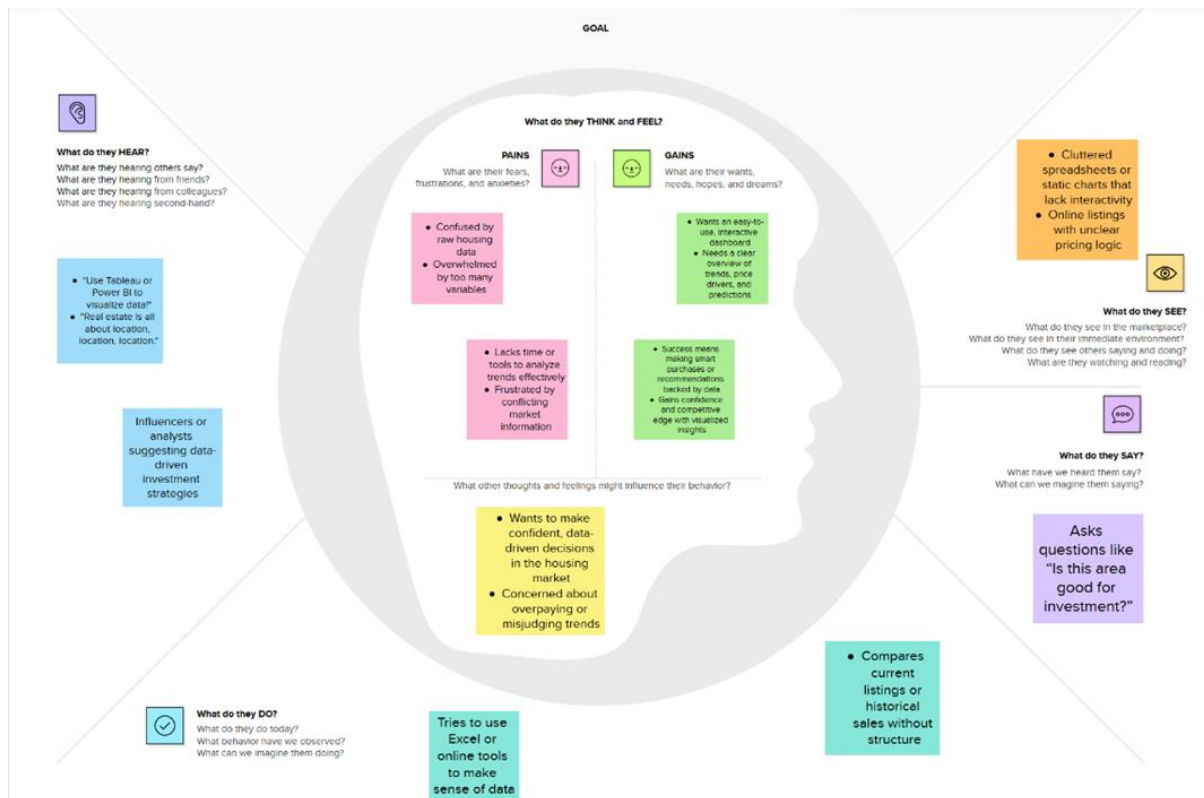 GOAL
What do they HEAR?
What are they hearing others say?
What are they hearing from friends?
What are they hearing from colleagues?
What are they hearing second-hand?
• "Use Tableau or
Power BI to
visualize data!"
• "Real estate is all
about location,
location, location."
Influencers or
analysts
suggesting data-
driven
investment
strategies
What do they THINK and FEEL?
PAINS
What are their fears,
frustrations, and anxieties?
• Confused by
raw housing
data
• Overwhelmed
by too many
variables
• Lacks time or
tools to analyze
trends effectively
• Frustrated by
conflicting
market
information
GAINS
What are their wants,
needs, hopes, and dreams?
• Wants an easy-to-
use, interactive
dashboard
• Needs a clear
overview of
trends, price
drivers, and
predictions
• Success means
making smart
purchases or
recommendations
backed by data
• Gains confidence
and competitive
edge with visualized
insights
What other thoughts and feelings might influence their behavior?
• Wants to make
confident, data-
driven decisions
in the housing
market
• Concerned about
overpaying or
misjudging trends
• Cluttered
spreadsheets or
static charts that
lack interactivity
• Online listings
with unclear
pricing logic
What do they SEE?
What do they see in the marketplace?
What do they see in their immediate environment?
What do they see others saying and doing?
What are they watching and reading?
What do they SAY?
What have we heard them say?
What can we magine them saying?
Asks
questions like
“Is this area
good for
investment?”
What do they DO?
What do they do today?
What behavior have we observed?
What can we imagine them doing?
Tries to use
Excel or
online tools
to make
sense of data
• Compares
current
listings or
historical
sales without
structure